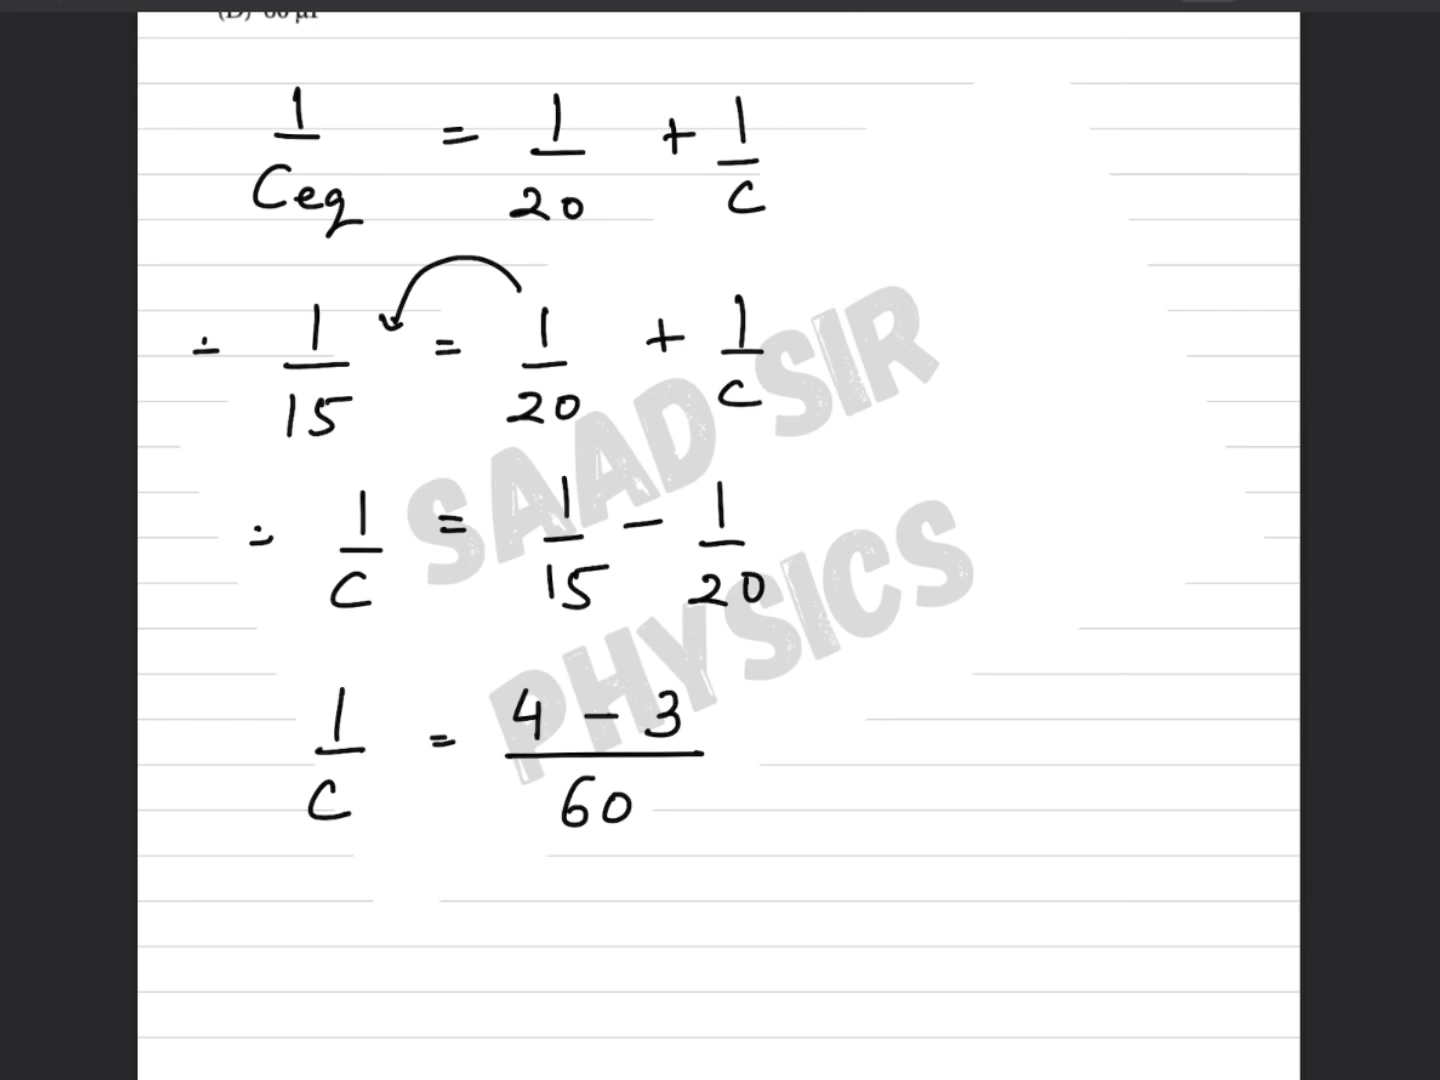 1/Ceq = 1/20 + 1/C
∴ 1/15 = 1/20 + 1/C
∴ 1/C = 1/15 - 1/20
1/C = (4 - 3)/60
SAAD SIR
PHYSICS